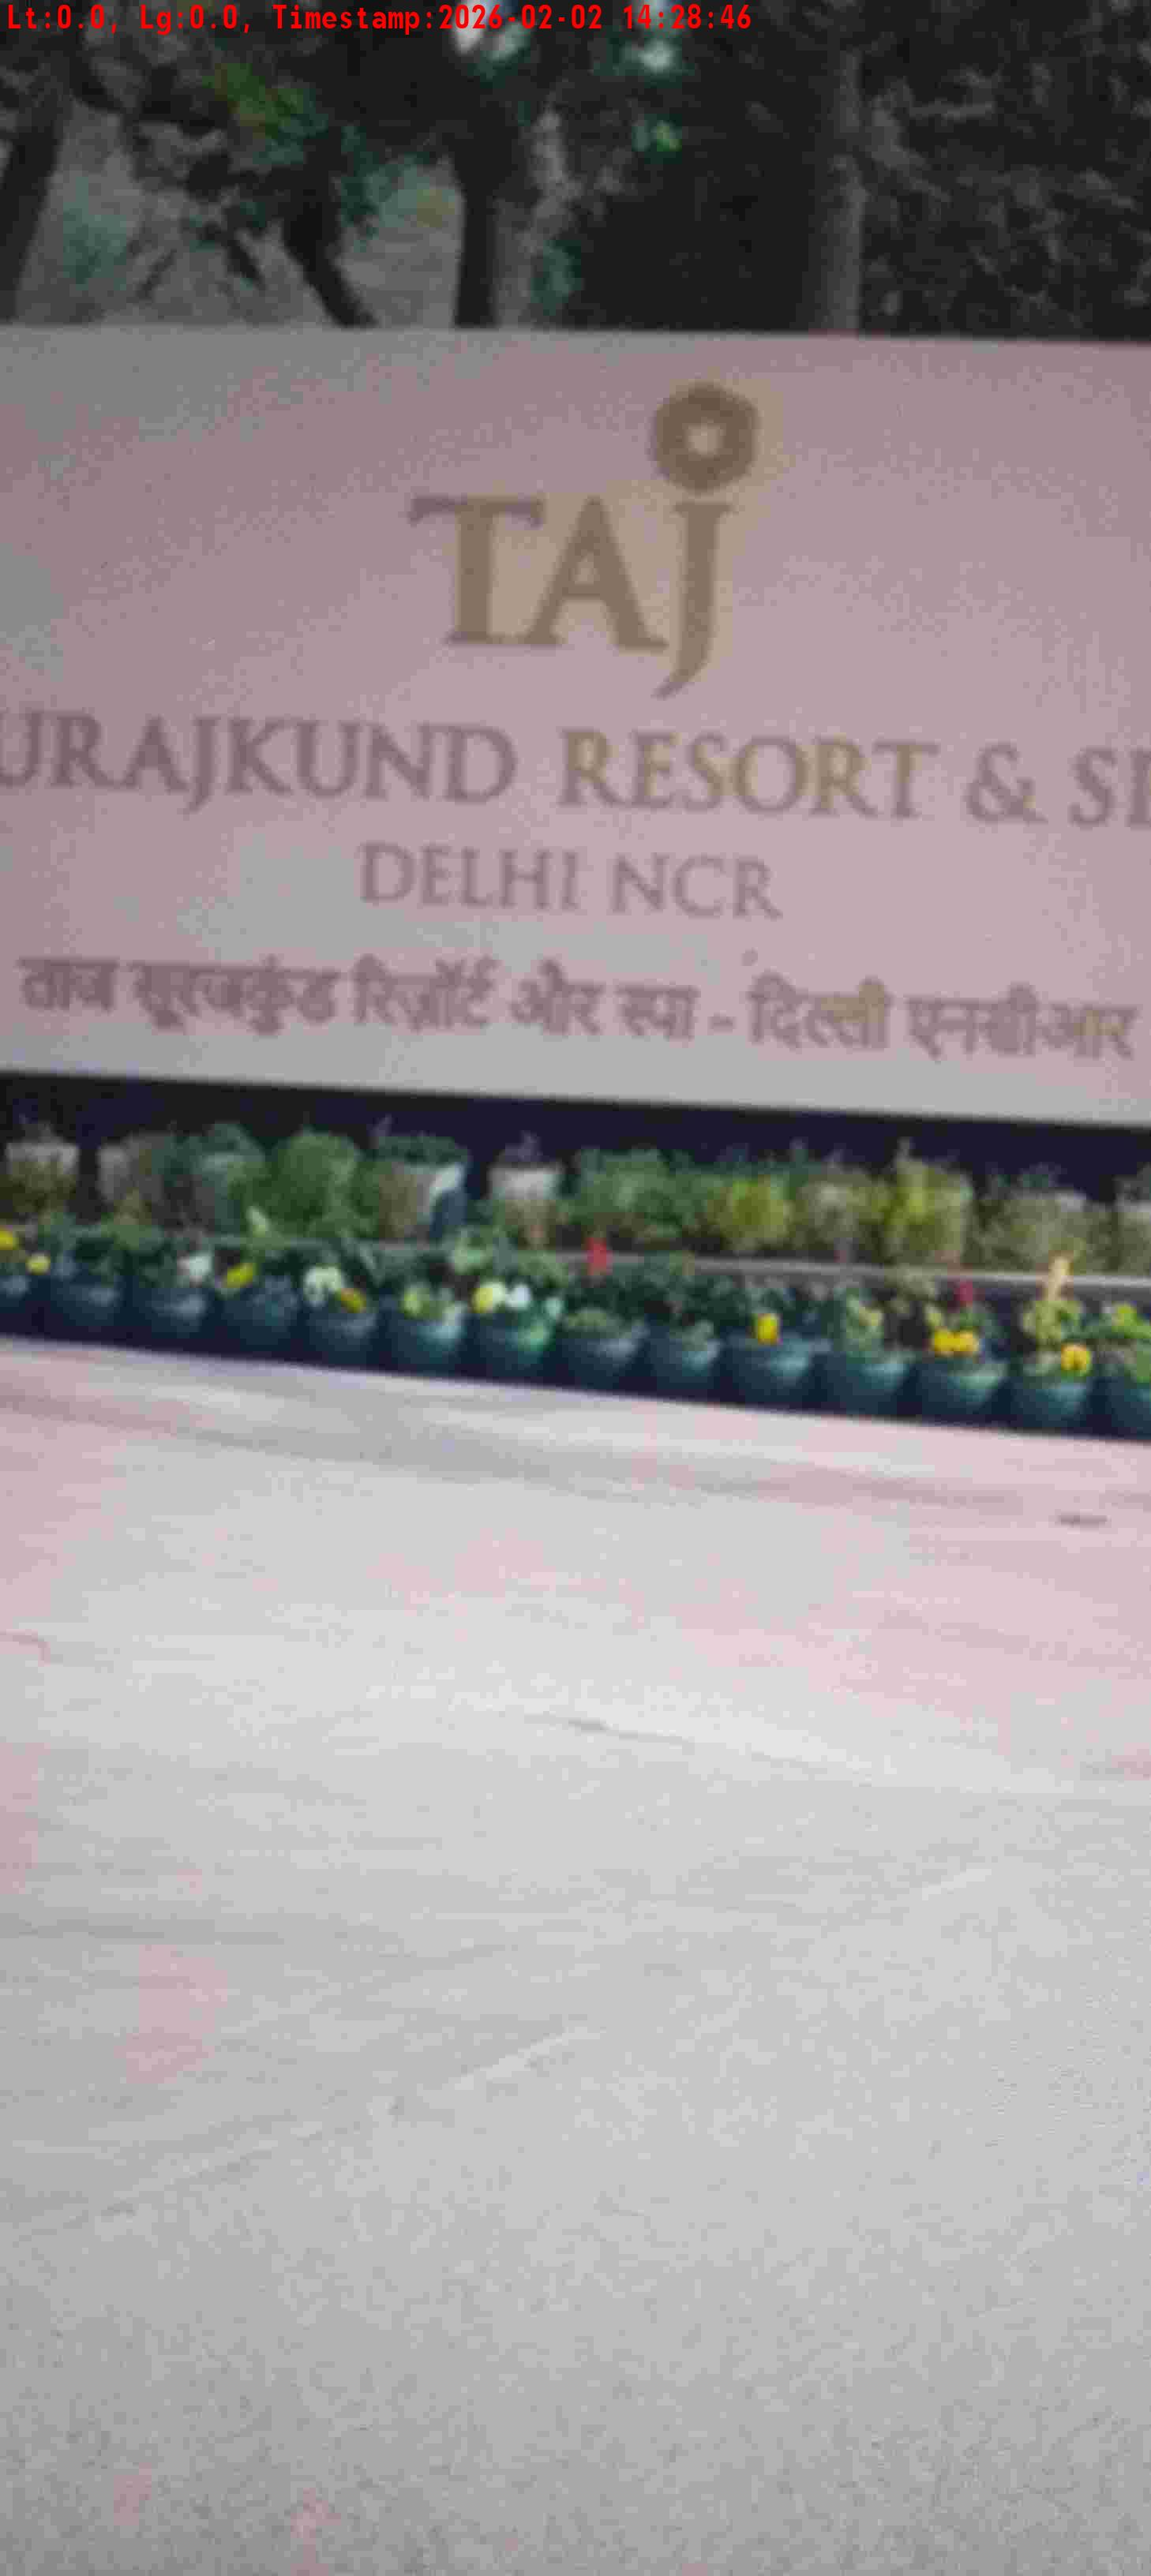 Lt:0.0, Lg:0.0, Timestamp:2026-02-02 14:28:46
TAJ
URAJKUND RESORT & S
DELHI NCR
ताज सूरजकुंड रिज़ॉर्ट और स्पा - दिल्ली एनसीआर